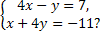 4x − y = 7,
x + 4y = −11?